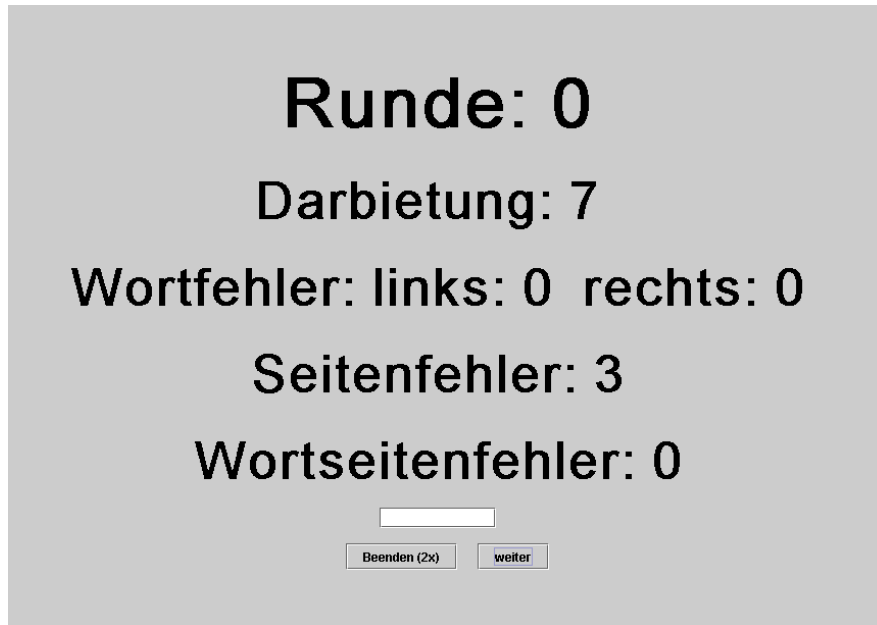 Runde: 0
Darbietung: 7
Wortfehler: links: 0 rechts: 0
Seitenfehler: 3
Wortseitenfehler: 0
Beenden (2x) weiter